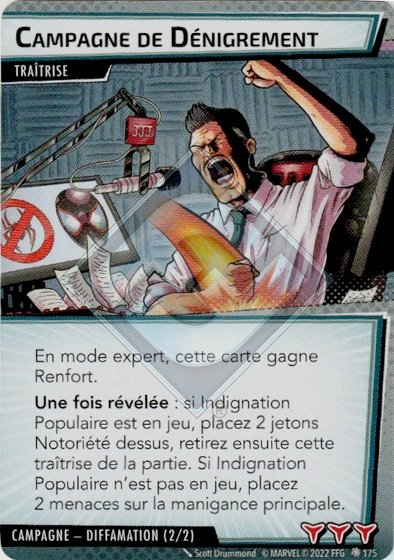 CAMPAGNE DE DÉNIGREMENT
TRAÎTRISE
JJJ
En mode expert, cette carte gagne
Renfort.
Une fois révélée : si Indignation
Populaire est en jeu, placez 2 jetons
Notoriété dessus, retirez ensuite cette
traîtrise de la partie. Si Indignation
Populaire n'est pas en jeu, placez
2 menaces sur la manigance principale.
CAMPAGNE – DIFFAMATION (2/2)
Scott Drummond © MARVEL © 2022 FFG 175